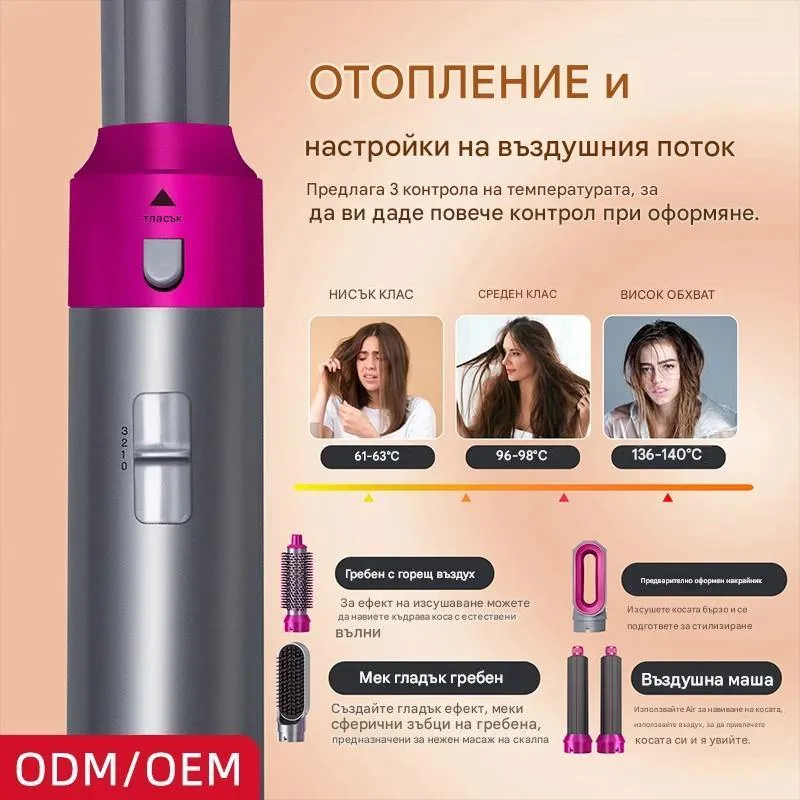 ОТОПЛЕНИЕ и
настройки на въздушния поток
Предлага 3 контрола на температурата, за
да ви даде повече контрол при оформяне.
тласък
НИСЪК КЛАС
СРЕДЕН КЛАС
ВИСОК ОБХВАТ
61-63°C
96-98°C
136-140°C
3
2
1
0
Гребен с горещ въздух
За ефект на изсушаване можете
да навиете къдрава коса с естествени
вълни
Предварително оформен накрайник
Изсушете косата бързо и се
подгответе за стилизиране
Мек гладък гребен
Създайте гладък ефект, меки
сферични зъбци на гребена,
предназначени за нежен масаж на скалпа
Въздушна маша
Използвайте Air за навиване на косата,
използвайте въздух, за да привлечете
косата си и я увийте.
ODM/OEM